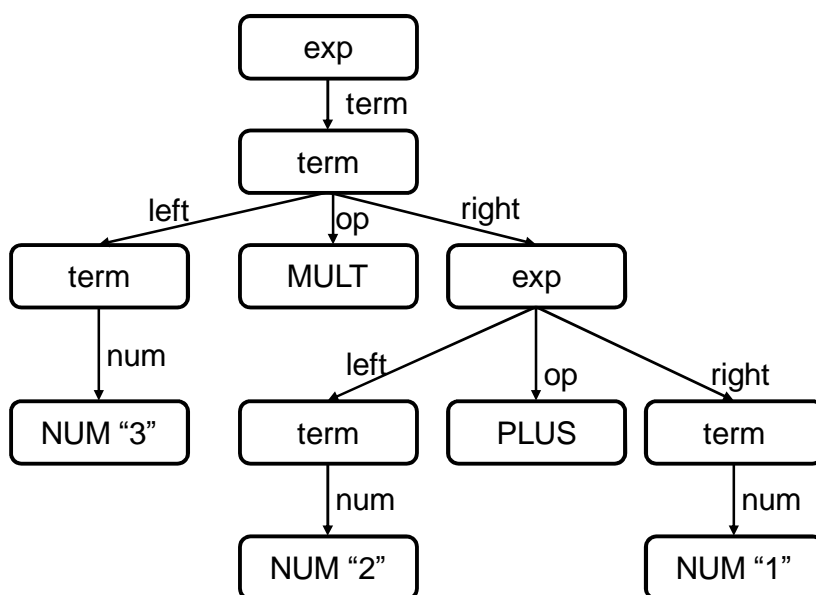 exp
term
term
left
op
right
term
MULT
exp
num
left
op
right
NUM “3”
term
PLUS
term
num
num
NUM “2”
NUM “1”